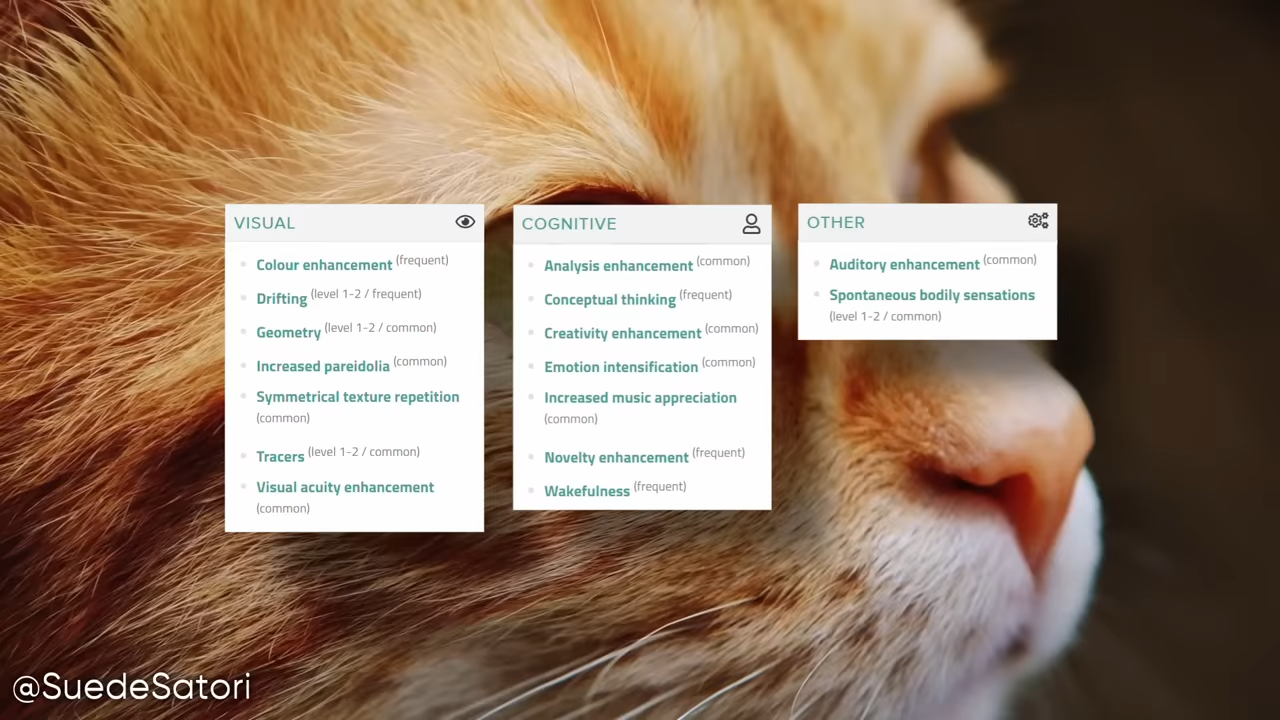 VISUAL
Colour enhancement (frequent)
Drifting (level 1-2 / frequent)
Geometry (level 1-2 / common)
Increased pareidolia (common)
Symmetrical texture repetition
(common)
Tracers (level 1-2 / common)
Visual acuity enhancement
(common)
COGNITIVE
Analysis enhancement (common)
Conceptual thinking (frequent)
Creativity enhancement (common)
Emotion intensification (common)
Increased music appreciation
(common)
Novelty enhancement (frequent)
Wakefulness (frequent)
OTHER
Auditory enhancement (common)
Spontaneous bodily sensations
(level 1-2 / common)
@SuedeSatori